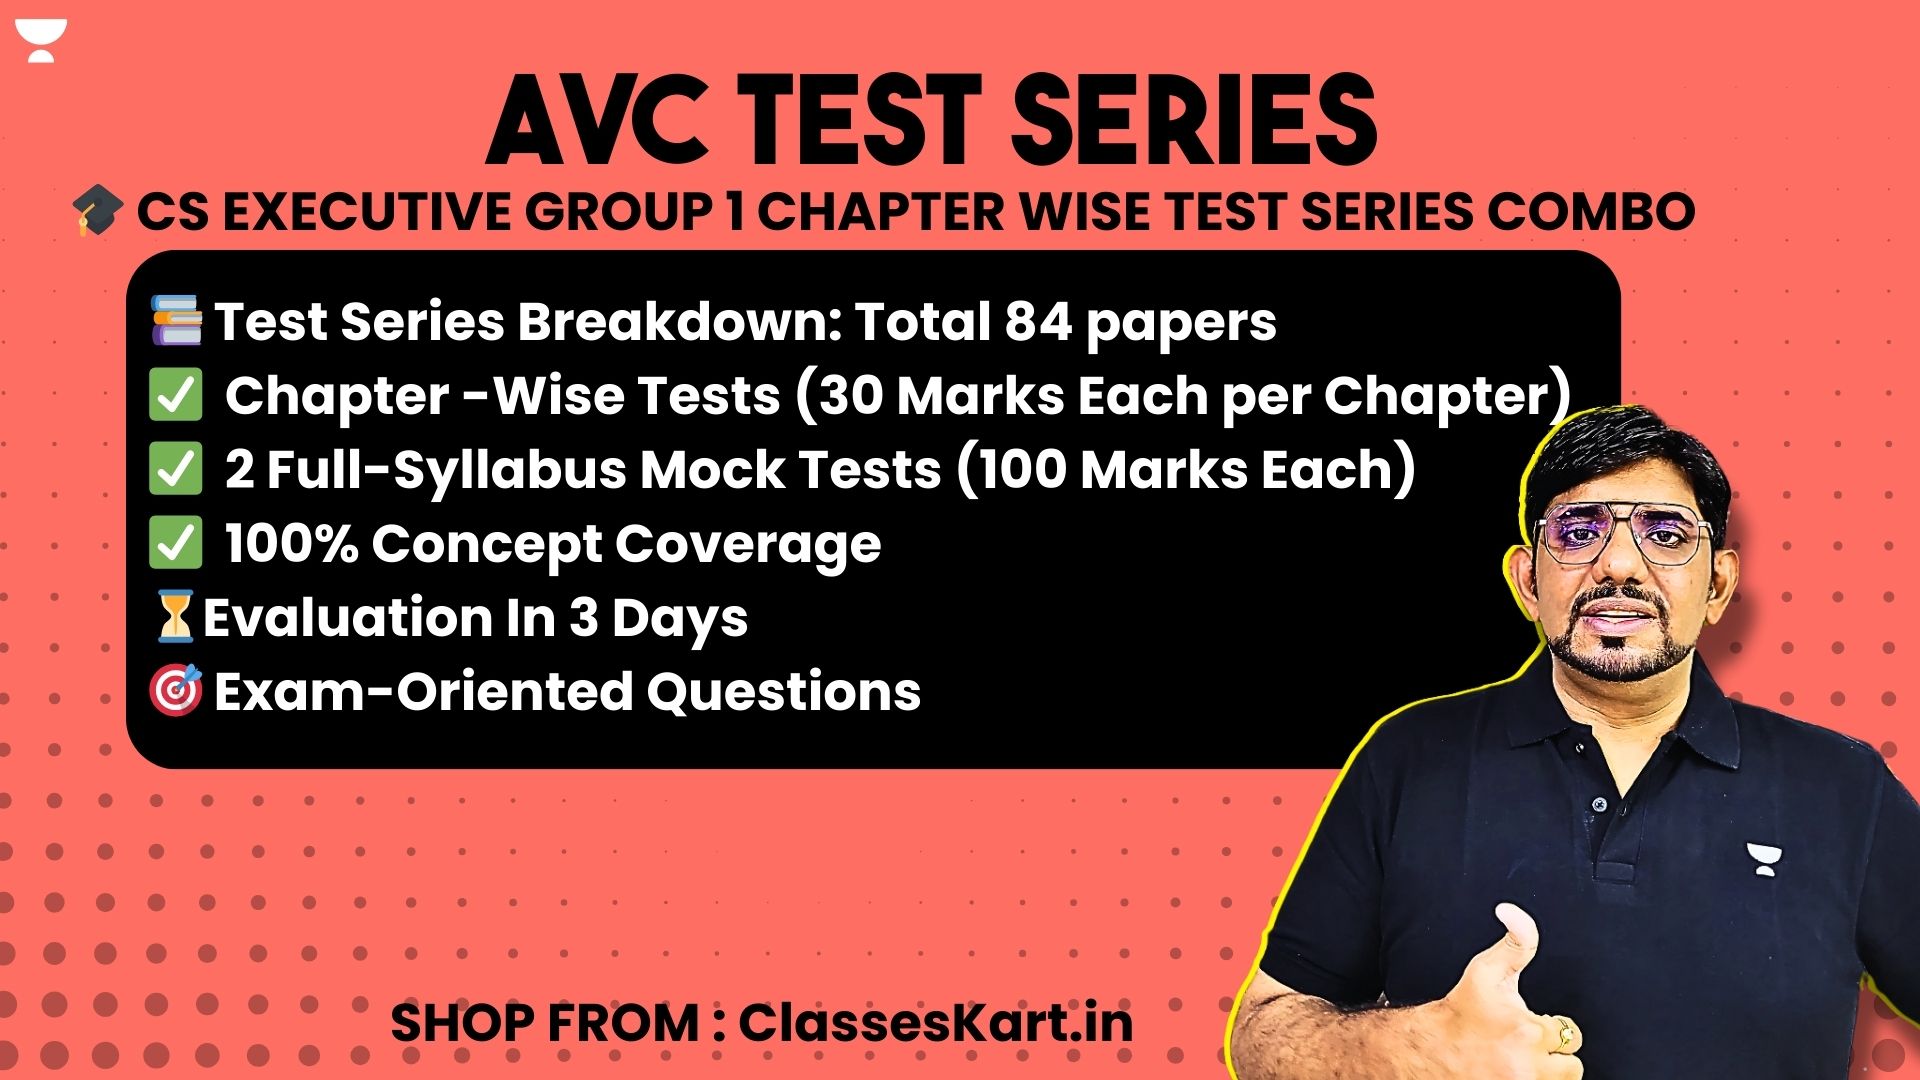 AVC TEST SERIES
🎓 CS EXECUTIVE GROUP 1 CHAPTER WISE TEST SERIES COMBO
📚 Test Series Breakdown: Total 84 papers
✅ Chapter -Wise Tests (30 Marks Each per Chapter)
✅ 2 Full-Syllabus Mock Tests (100 Marks Each)
✅ 100% Concept Coverage
⏳Evaluation In 3 Days
🎯 Exam-Oriented Questions
SHOP FROM : ClassesKart.in